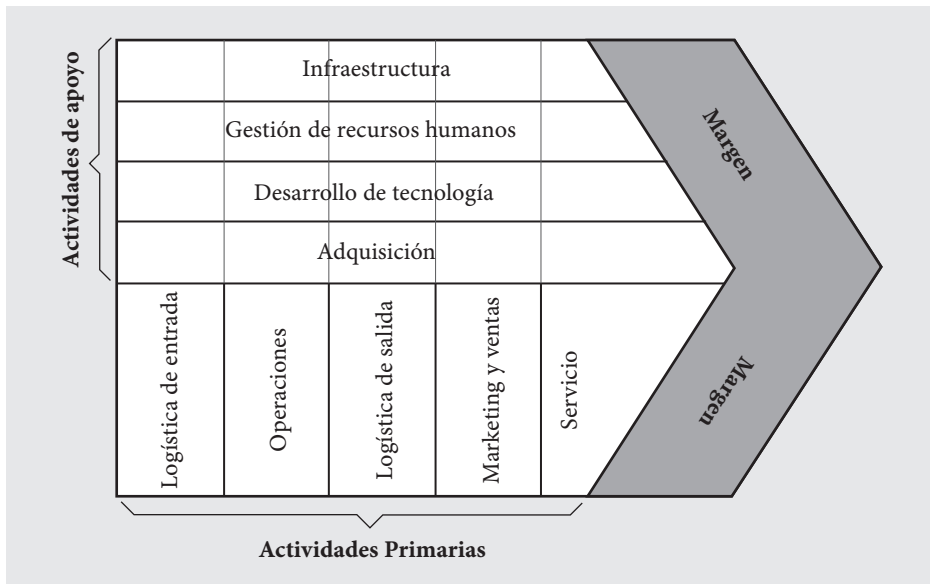 Actividades de apoyo
Infraestructura
Gestión de recursos humanos
Desarrollo de tecnología
Adquisición
Logística de entrada
Operaciones
Logística de salida
Marketing y ventas
Servicio
Margen
Margen
Actividades Primarias